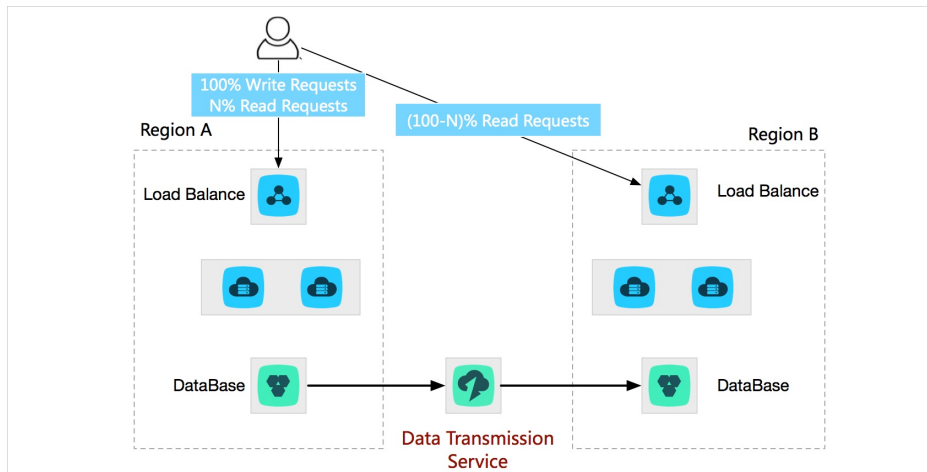 100% Write Requests
N% Read Requests
(100-N)% Read Requests
Region A
Region B
Load Balance
Load Balance
DataBase
DataBase
Data Transmission
Service